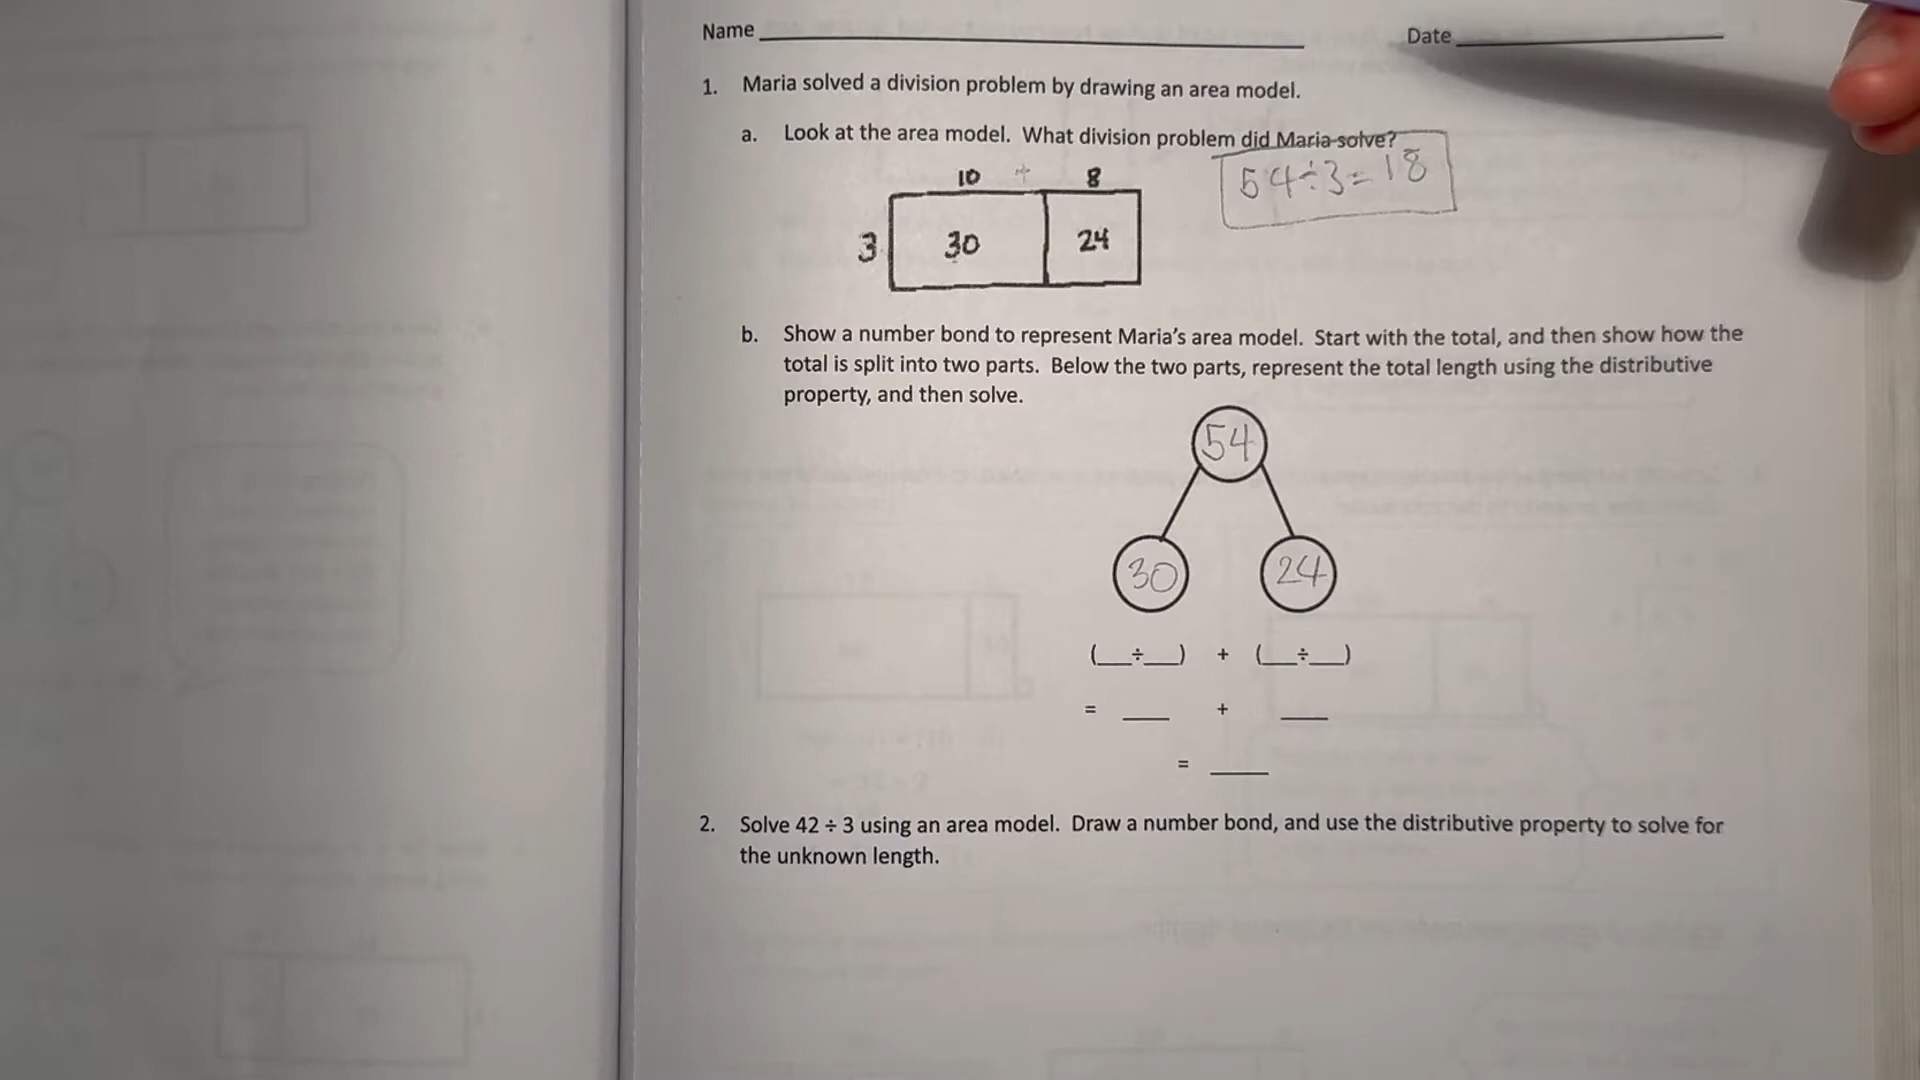 Name
Date
1. Maria solved a division problem by drawing an area model.
a. Look at the area model. What division problem did Maria solve?
54÷3=18
10 + 8
3 30 24
b. Show a number bond to represent Maria's area model. Start with the total, and then show how the
total is split into two parts. Below the two parts, represent the total length using the distributive
property, and then solve.
54
30 24
(__÷__) + (__÷__)
= ___ + ___
= ___
2. Solve 42 ÷ 3 using an area model. Draw a number bond, and use the distributive property to solve for
the unknown length.